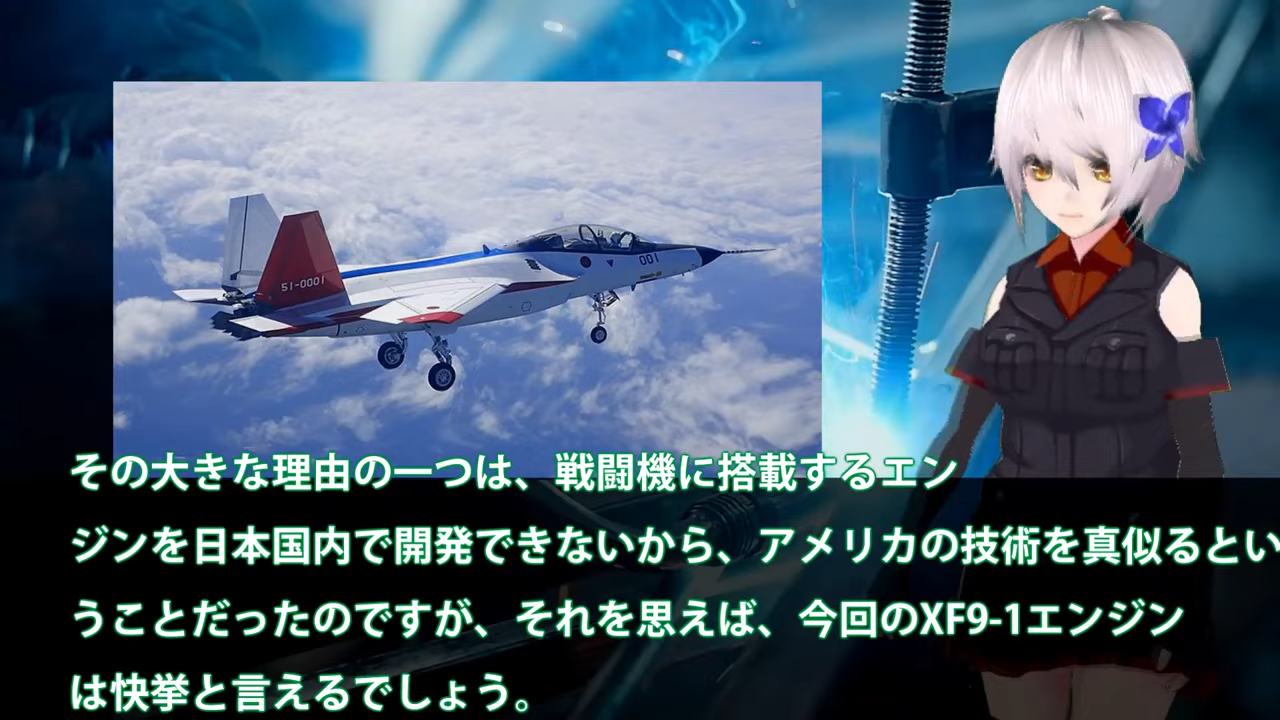 001
51-0001
その大きな理由の一つは、戦闘機に搭載するエン
ジンを日本国内で開発できないから、アメリカの技術を真似るとい
うことだったのですが、それを思えば、今回のXF9-1エンジン
は快挙と言えるでしょう。